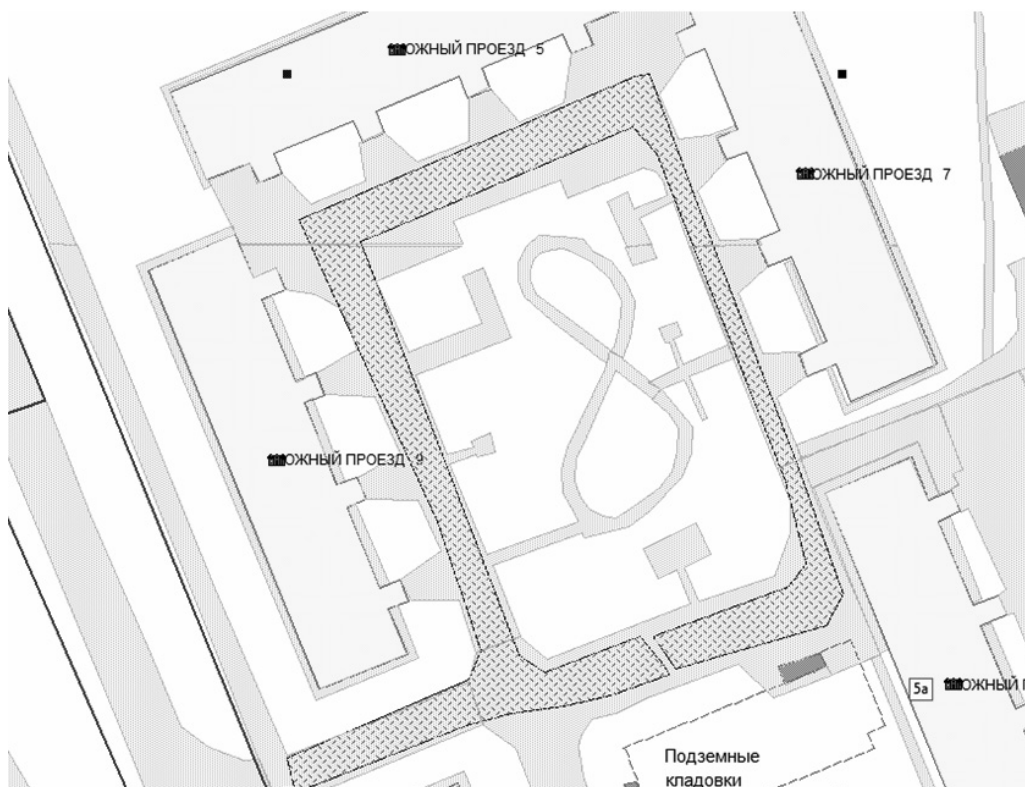 ОЖНЫЙ ПРОЕЗД 5
ОЖНЫЙ ПРОЕЗД 7
ОЖНЫЙ ПРОЕЗД 9
5а
ОЖНЫЙ П
Подземные
кладовки